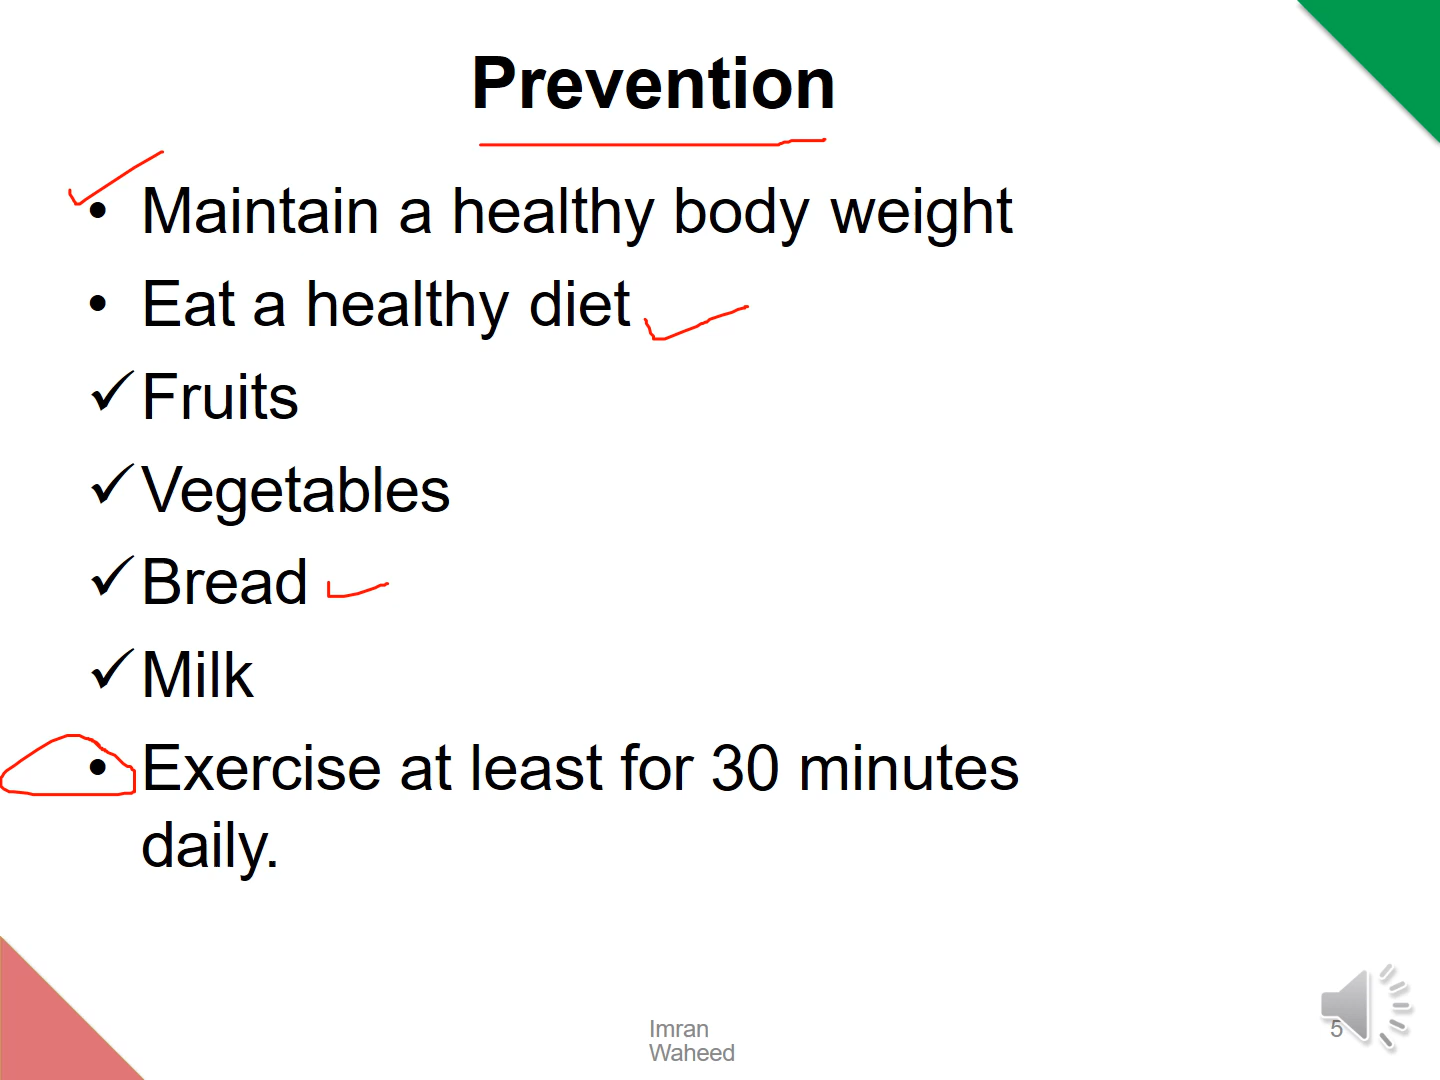 Prevention
• Maintain a healthy body weight
• Eat a healthy diet
✓ Fruits
✓ Vegetables
✓ Bread
✓ Milk
• Exercise at least for 30 minutes
daily.
Imran
Waheed
5